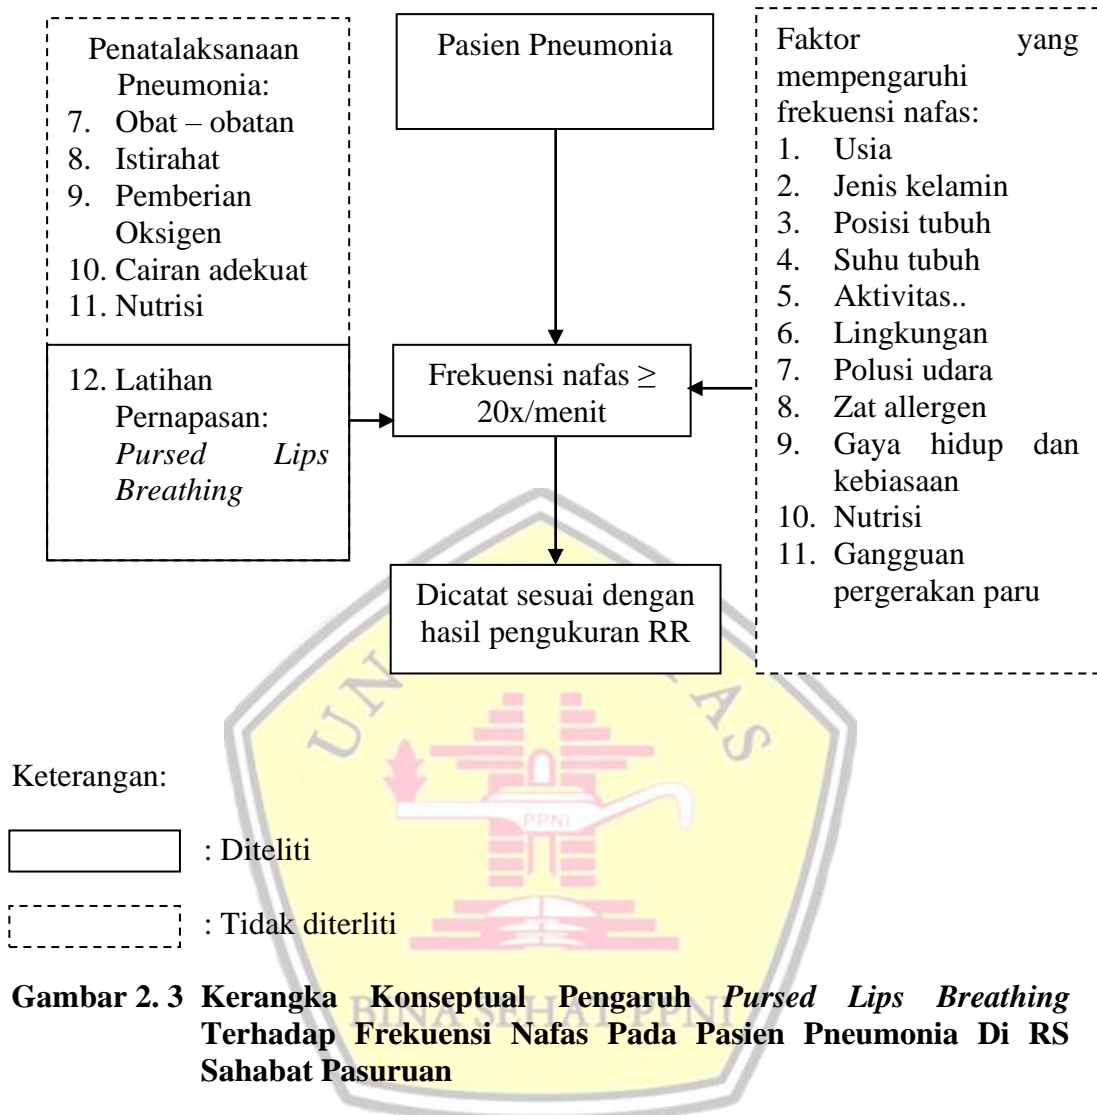 Penatalaksanaan
Pneumonia:
7. Obat – obatan
8. Istirahat
9. Pemberian
Oksigen
10. Cairan adekuat
11. Nutrisi
12. Latihan
Pernapasan:
Pursed Lips
Breathing
Pasien Pneumonia
Frekuensi nafas ≥
20x/menit
Dicatat sesuai dengan
hasil pengukuran RR
Faktor yang
mempengaruhi
frekuensi nafas:
1. Usia
2. Jenis kelamin
3. Posisi tubuh
4. Suhu tubuh
5. Aktivitas..
6. Lingkungan
7. Polusi udara
8. Zat allergen
9. Gaya hidup dan
kebiasaan
10. Nutrisi
11. Gangguan
pergerakan paru
Keterangan:
: Diteliti
: Tidak diterliti
PPNI
BINA SEHAT PPNI
Gambar 2. 3 Kerangka Konseptual Pengaruh Pursed Lips Breathing
Terhadap Frekuensi Nafas Pada Pasien Pneumonia Di RS
Sahabat Pasuruan